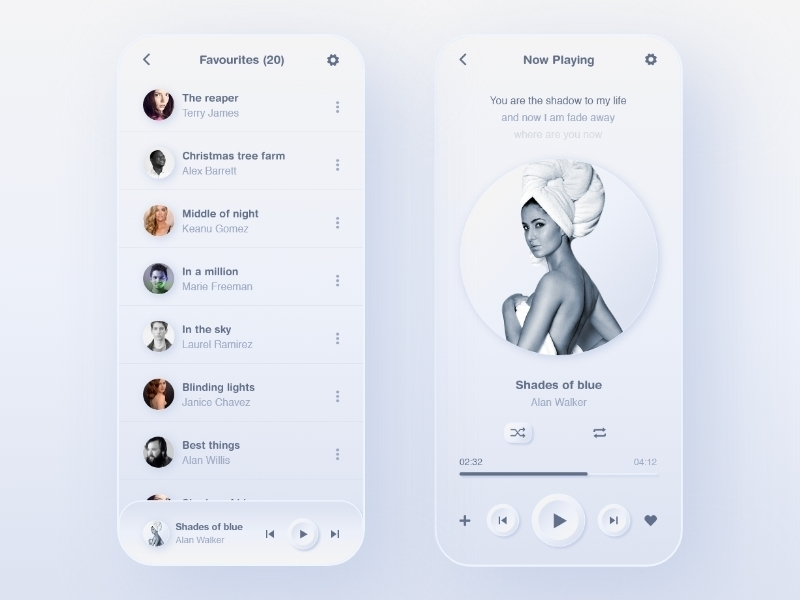 Favourites (20)
The reaper
Terry James
Christmas tree farm
Alex Barrett
Middle of night
Keanu Gomez
In a million
Marie Freeman
In the sky
Laurel Ramirez
Blinding lights
Janice Chavez
Best things
Alan Willis
Shades of blue
Alan Walker
Now Playing
You are the shadow to my life
and now I am fade away
where are you now
Shades of blue
Alan Walker
02:32
04:12